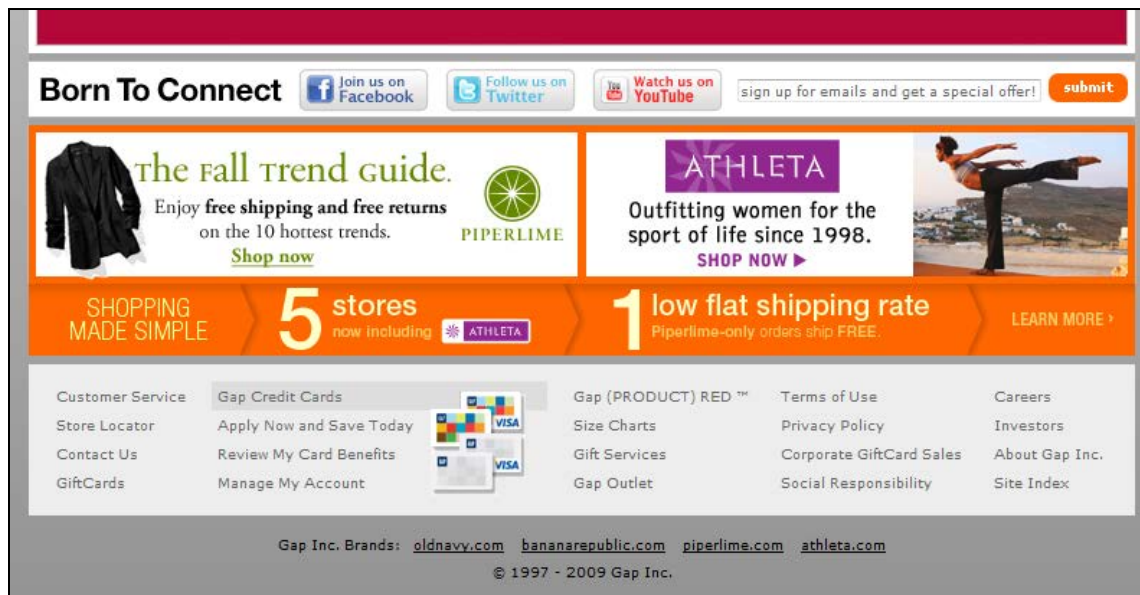 Born To Connect
Join us on
Facebook
Follow us on
Twitter
You
Tube
Watch us on
YouTube
sign up for emails and get a special offer!
submit
The Fall Trend Guide.
Enjoy free shipping and free returns
on the 10 hottest trends.
Shop now
PIPERLIME
ATHLETA
Outfitting women for the
sport of life since 1998.
SHOP NOW ►
SHOPPING
MADE SIMPLE
5 stores
now including ATHLETA
1 low flat shipping rate
Piperlime-only orders ship FREE.
LEARN MORE ›
Customer Service
Store Locator
Contact Us
GiftCards
Gap Credit Cards
Apply Now and Save Today
Review My Card Benefits
Manage My Account
VISA
VISA
Gap (PRODUCT) RED ™
Size Charts
Gift Services
Gap Outlet
Terms of Use
Privacy Policy
Corporate GiftCard Sales
Social Responsibility
Careers
Investors
About Gap Inc.
Site Index
Gap Inc. Brands: oldnavy.com bananarepublic.com piperlime.com athleta.com
© 1997 - 2009 Gap Inc.